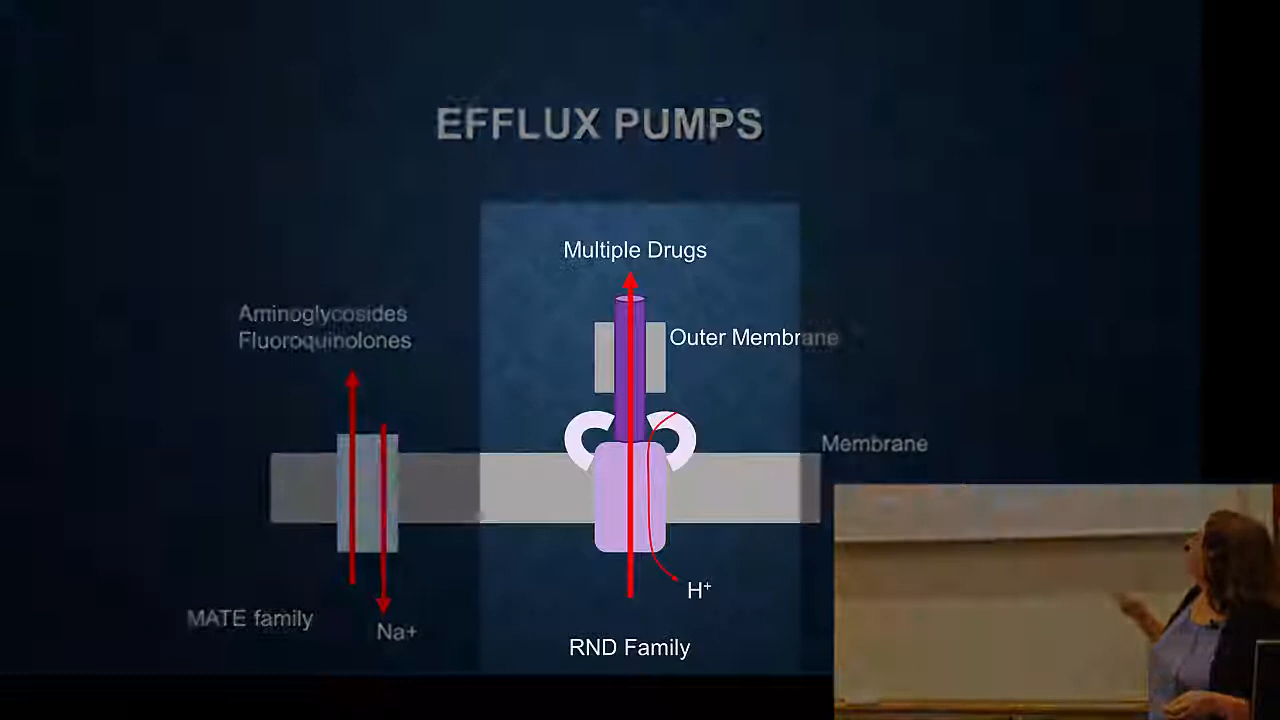 EFFLUX PUMPS
Multiple Drugs
Aminoglycosides
Fluoroquinolones
Outer Membrane
Membrane
H⁺
MATE family
Na+
RND Family